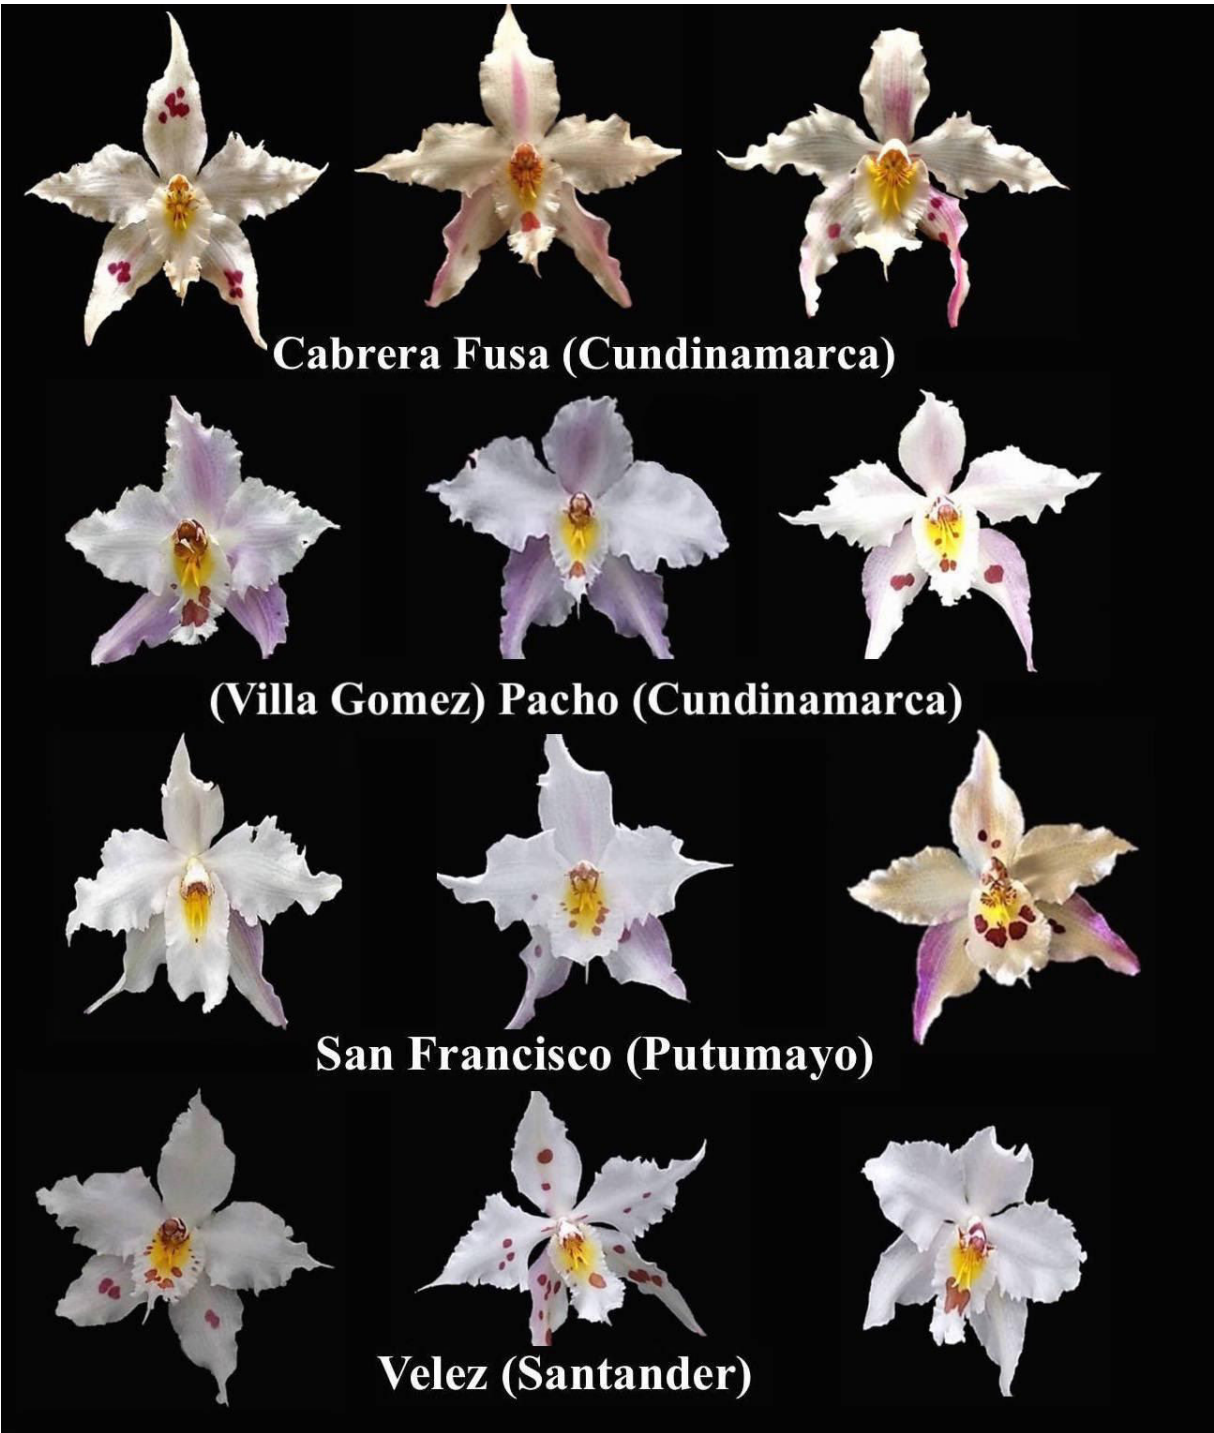 Cabrera Fusa (Cundinamarca)
(Villa Gomez) Pacho (Cundinamarca)
San Francisco (Putumayo)
Velez (Santander)